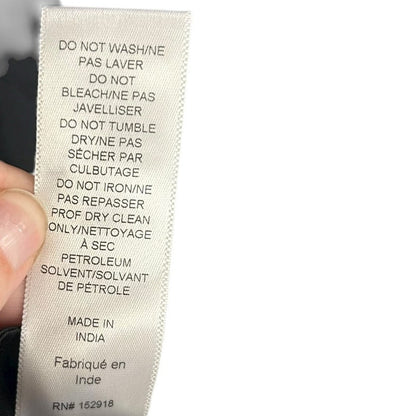 DO NOT WASH/NE
PAS LAVER
DO NOT
BLEACH/NE PAS
JAVELLISER
DO NOT TUMBLE
DRY/NE PAS
SÉCHER PAR
CULBUTAGE
DO NOT IRON/NE
PAS REPASSER
PROF DRY CLEAN
ONLY/NETTOYAGE
À SEC
PETROLEUM
SOLVENT/SOLVANT
DE PÉTROLE
MADE IN
INDIA
Fabriqué en
Inde
RN# 152918